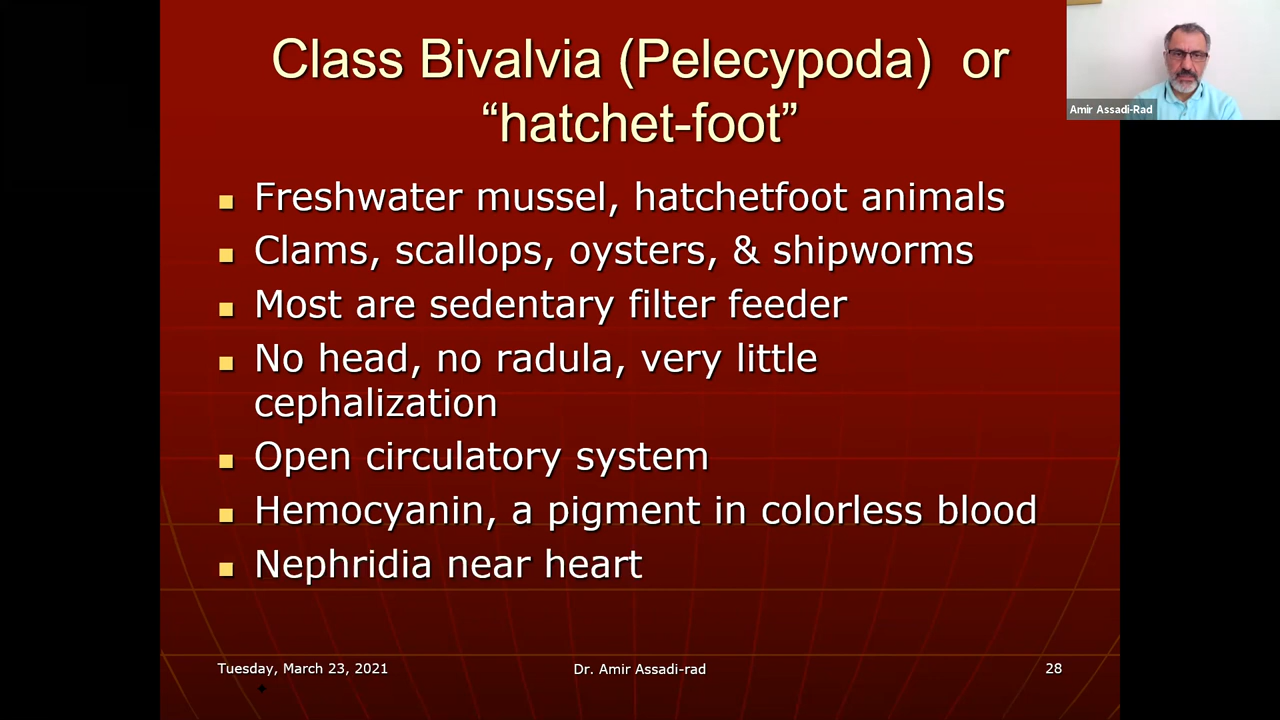 Class Bivalvia (Pelecypoda) or
“hatchet-foot”
Amir Assadi-Rad
Freshwater mussel, hatchetfoot animals
Clams, scallops, oysters, & shipworms
Most are sedentary filter feeder
No head, no radula, very little
cephalization
Open circulatory system
Hemocyanin, a pigment in colorless blood
Nephridia near heart
Tuesday, March 23, 2021
Dr. Amir Assadi-rad
28